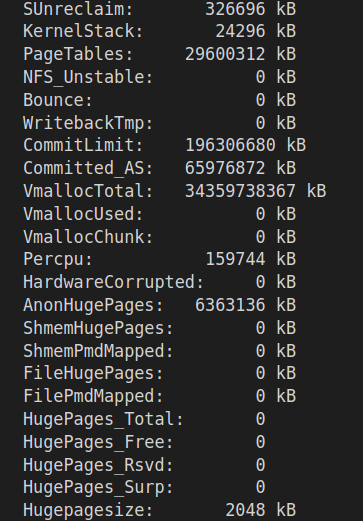 SUnreclaim:       326696 kB
KernelStack:       24296 kB
PageTables:     29600312 kB
NFS_Unstable:          0 kB
Bounce:                0 kB
WritebackTmp:          0 kB
CommitLimit:    196306680 kB
Committed_AS:   65976872 kB
VmallocTotal:   34359738367 kB
VmallocUsed:           0 kB
VmallocChunk:          0 kB
Percpu:           159744 kB
HardwareCorrupted:     0 kB
AnonHugePages:   6363136 kB
ShmemHugePages:        0 kB
ShmemPmdMapped:        0 kB
FileHugePages:         0 kB
FilePmdMapped:         0 kB
HugePages_Total:       0
HugePages_Free:        0
HugePages_Rsvd:        0
HugePages_Surp:        0
Hugepagesize:       2048 kB